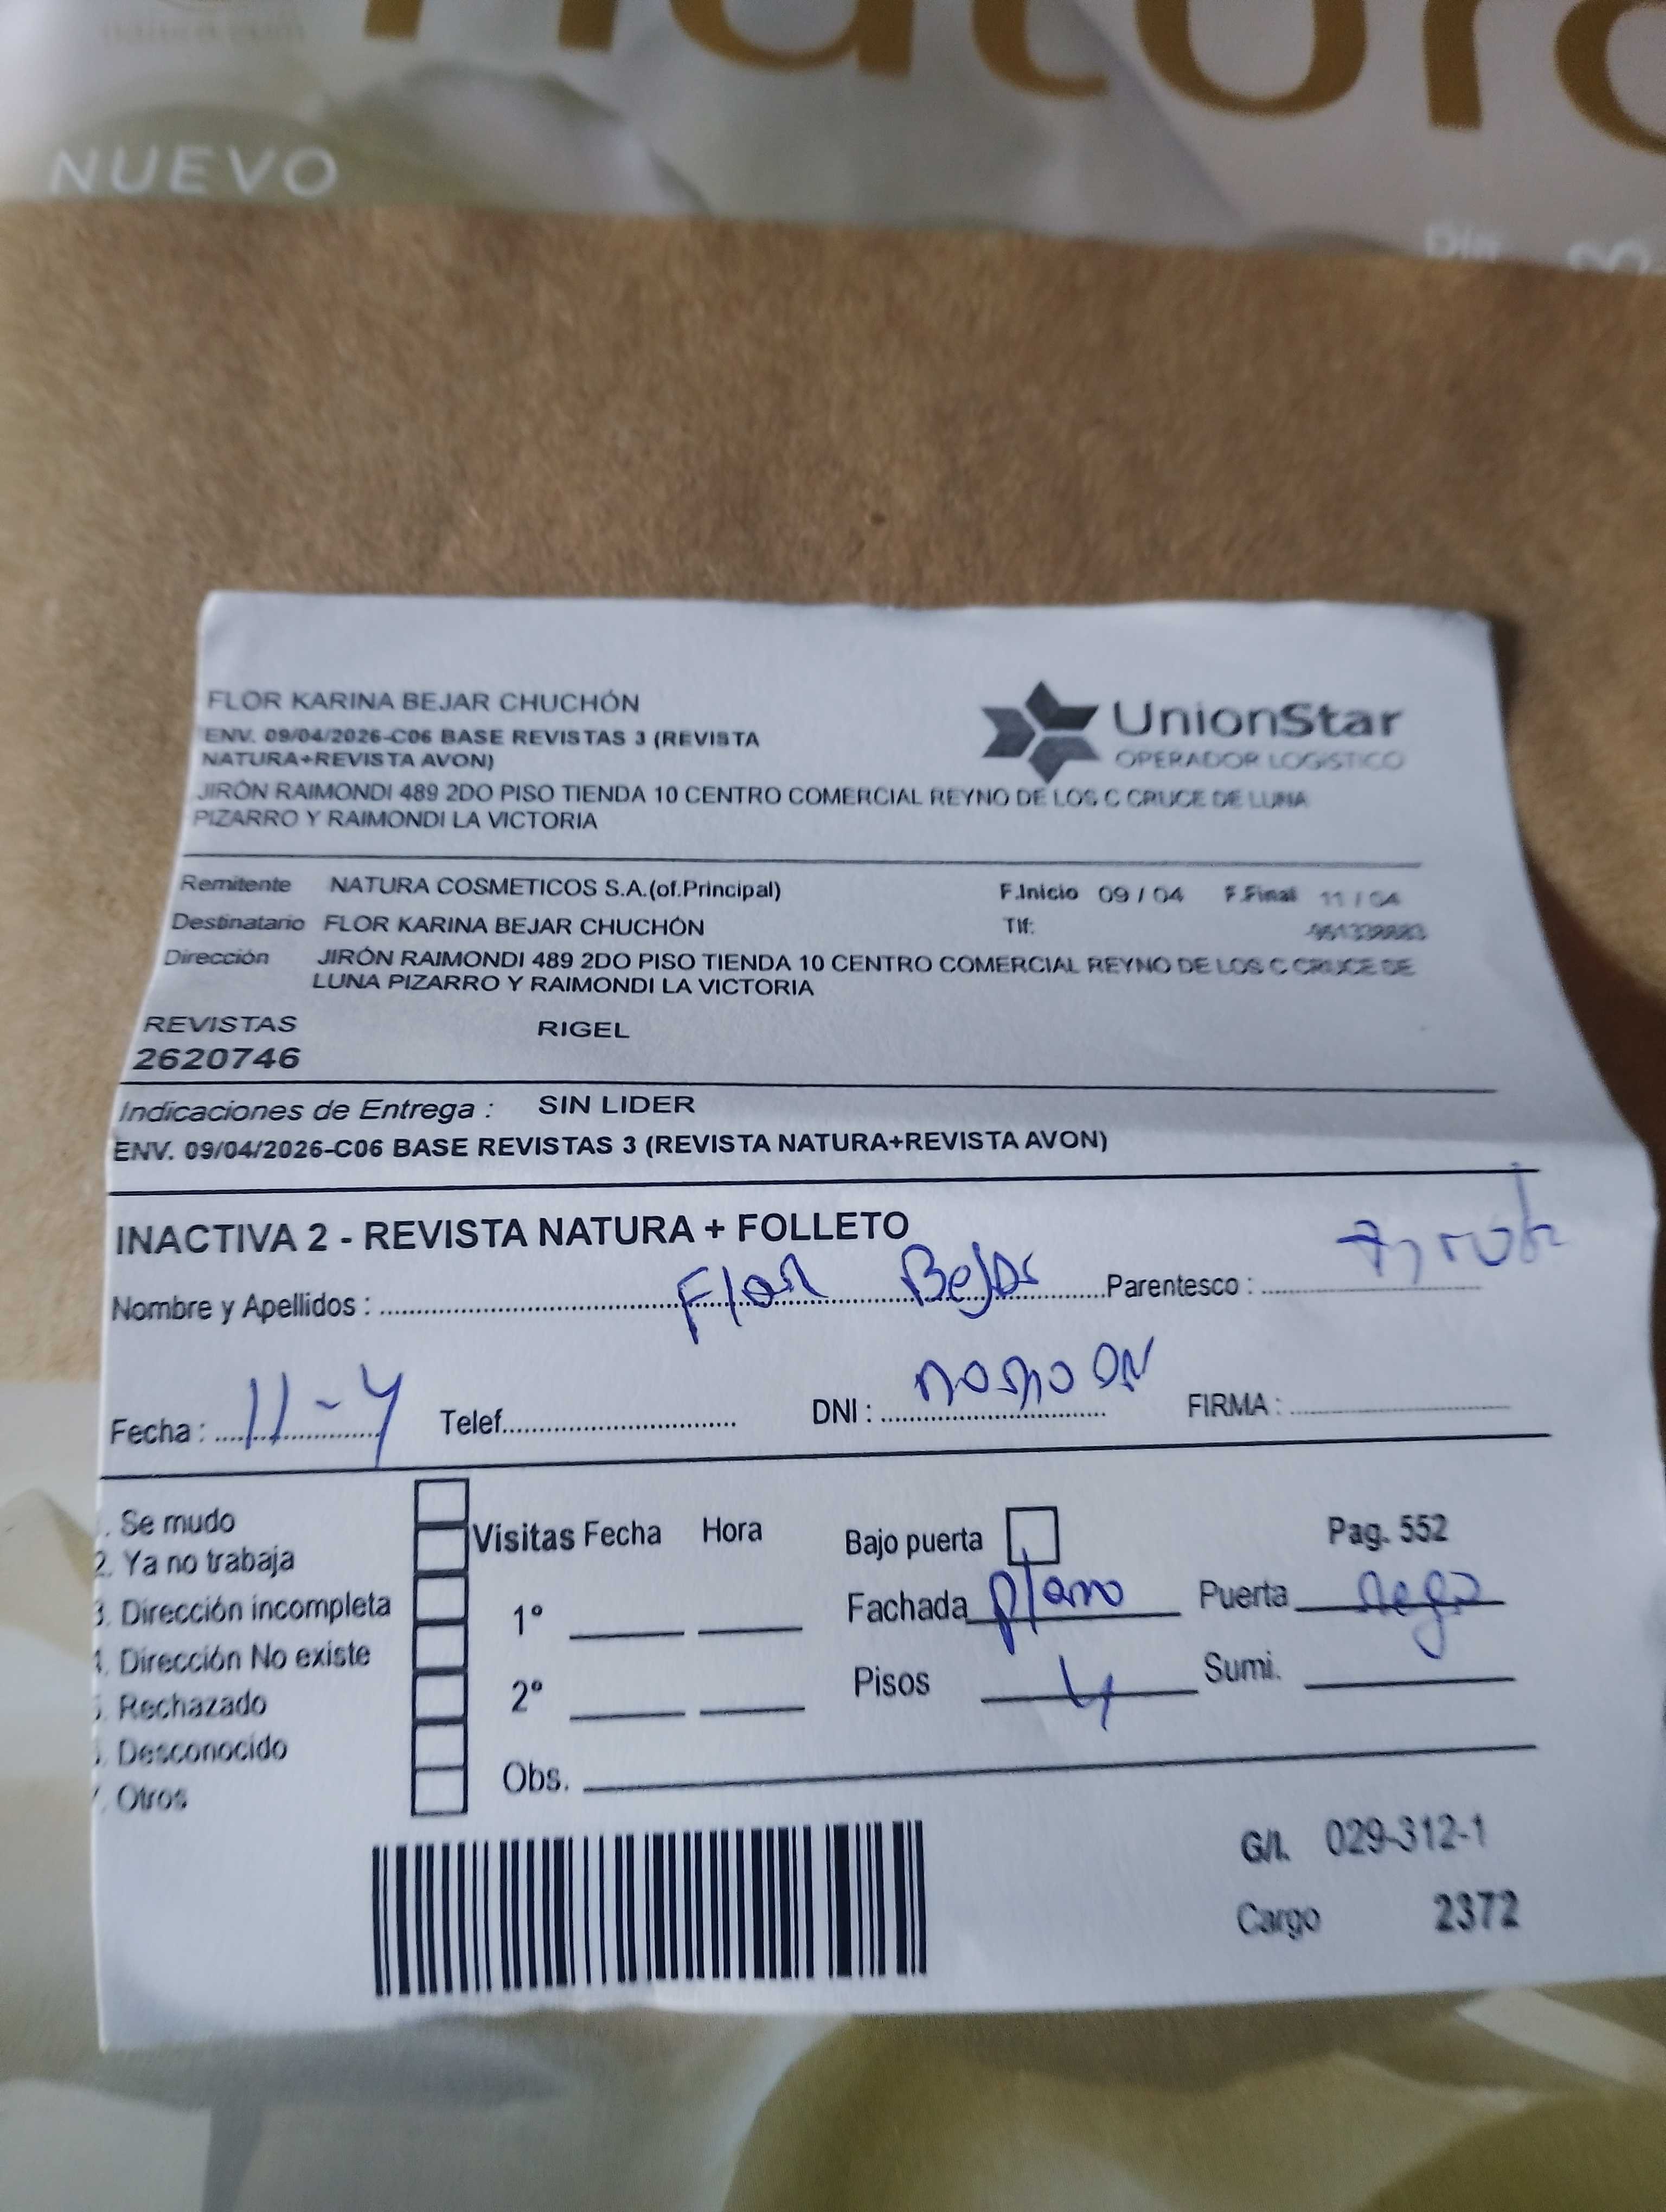 natura
NUEVO
FLOR KARINA BEJAR CHUCHÓN
ENV. 09/04/2026-C06 BASE REVISTAS 3 (REVISTA
NATURA+REVISTA AVON)
JIRÓN RAIMONDI 489 2DO PISO TIENDA 10 CENTRO COMERCIAL REYNO DE LOS C CRUCE DE LUNA
PIZARRO Y RAIMONDI LA VICTORIA
UnionStar
OPERADOR LOGISTICO
Remitente NATURA COSMETICOS S.A.(of.Principal) F.Inicio 09 / 04 F.Final 11 / 04
Destinatario FLOR KARINA BEJAR CHUCHÓN Tlf:
Dirección JIRÓN RAIMONDI 489 2DO PISO TIENDA 10 CENTRO COMERCIAL REYNO DE LOS C CRUCE DE
LUNA PIZARRO Y RAIMONDI LA VICTORIA
REVISTAS RIGEL
2620746
Indicaciones de Entrega : SIN LIDER
ENV. 09/04/2026-C06 BASE REVISTAS 3 (REVISTA NATURA+REVISTA AVON)
INACTIVA 2 - REVISTA NATURA + FOLLETO
Nombre y Apellidos : Flor Bejar Parentesco :
Fecha : 11-4 Telef. DNI : FIRMA :
. Se mudo
2. Ya no trabaja
3. Dirección incompleta
. Dirección No existe
. Rechazado
. Desconocido
. Otros
Visitas Fecha Hora
1°
2°
Obs.
Bajo puerta Pag. 552
Fachada plano Puerta
Pisos 4 Sumi.
G/I. 029-312-1
Cargo 2372